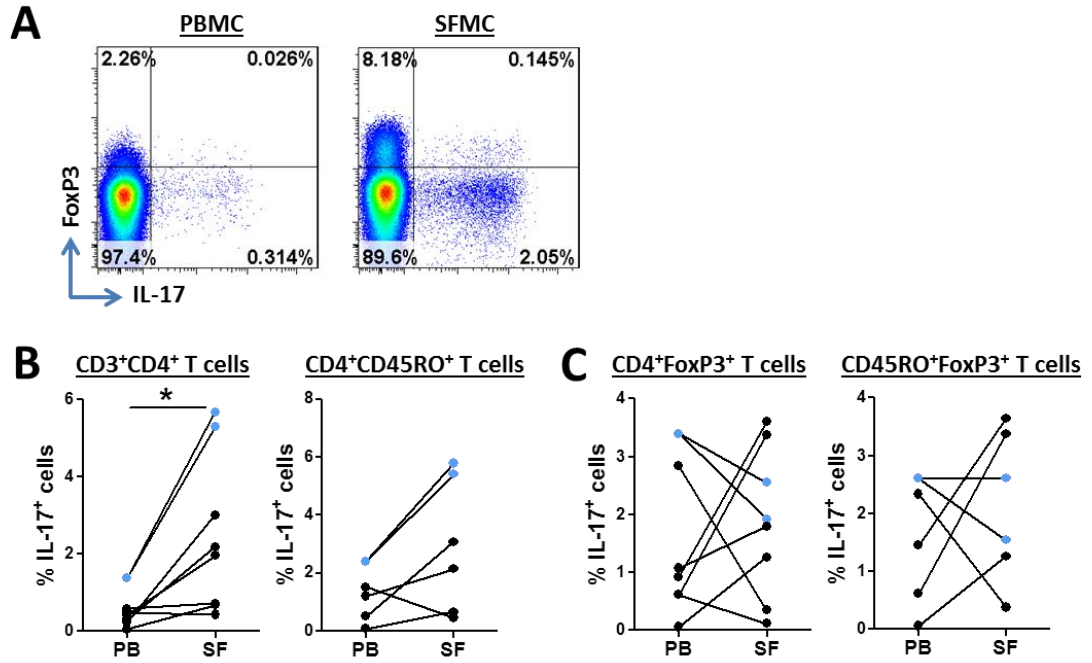 A
PBMC
SFMC
2.26%
0.026%
8.18%
0.145%
FoxP3
97.4%
0.314%
89.6%
2.05%
IL-17
B
CD3⁺CD4⁺ T cells
CD4⁺CD45RO⁺ T cells
*
% IL-17⁺ cells
6
4
2
0
PB
SF
% IL-17⁺ cells
8
6
4
2
0
PB
SF
C
CD4⁺FoxP3⁺ T cells
CD45RO⁺FoxP3⁺ T cells
% IL-17⁺ cells
4
3
2
1
0
PB
SF
% IL-17⁺ cells
4
3
2
1
0
PB
SF